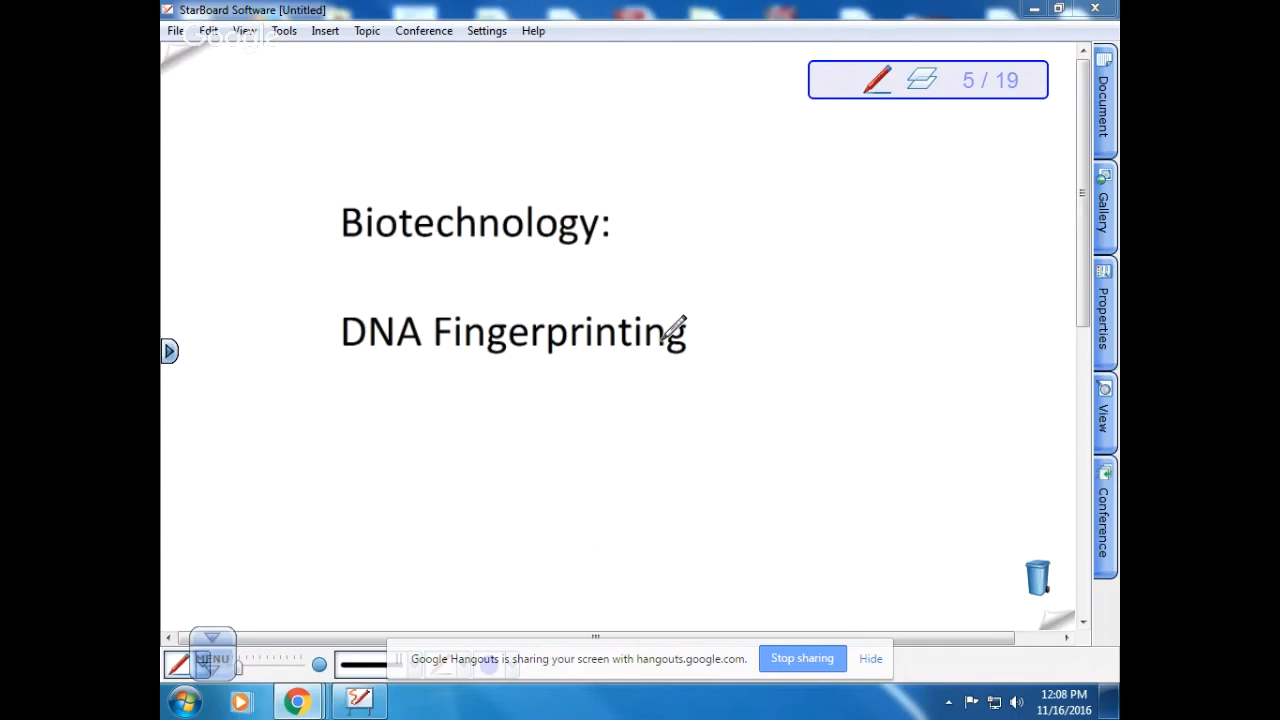 StarBoard Software [Untitled]
File Edit View Tools Insert Topic Conference Settings Help
Google
5 / 19
Document
Gallery
Properties
View
Conference
Biotechnology:
DNA Fingerprinting
MENU
Google Hangouts is sharing your screen with hangouts.google.com. Stop sharing Hide
12:08 PM
11/16/2016